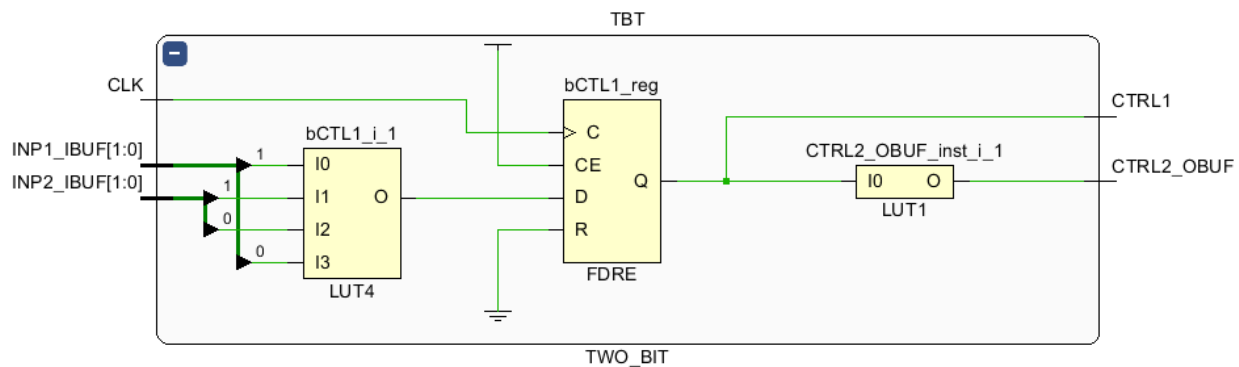 TBT
CLK
INP1_IBUF[1:0]
INP2_IBUF[1:0]
1
1
0
0
bCTL1_i_1
I0
I1
I2
I3
O
LUT4
bCTL1_reg
C
CE
D
R
Q
FDRE
CTRL2_OBUF_inst_i_1
I0 O
LUT1
CTRL1
CTRL2_OBUF
TWO_BIT